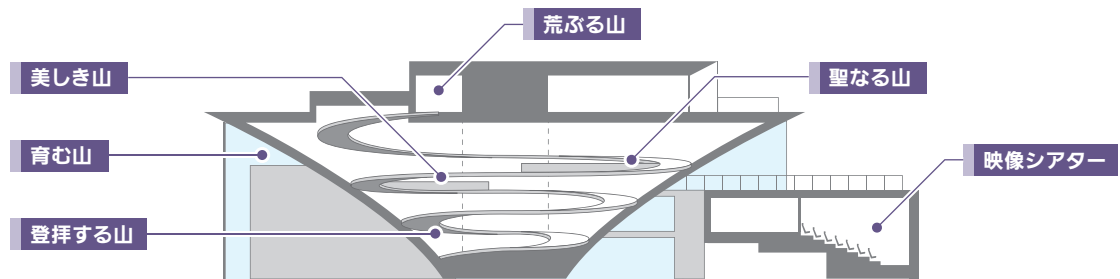 荒ぶる山
美しき山
聖なる山
育む山
映像シアター
登拝する山